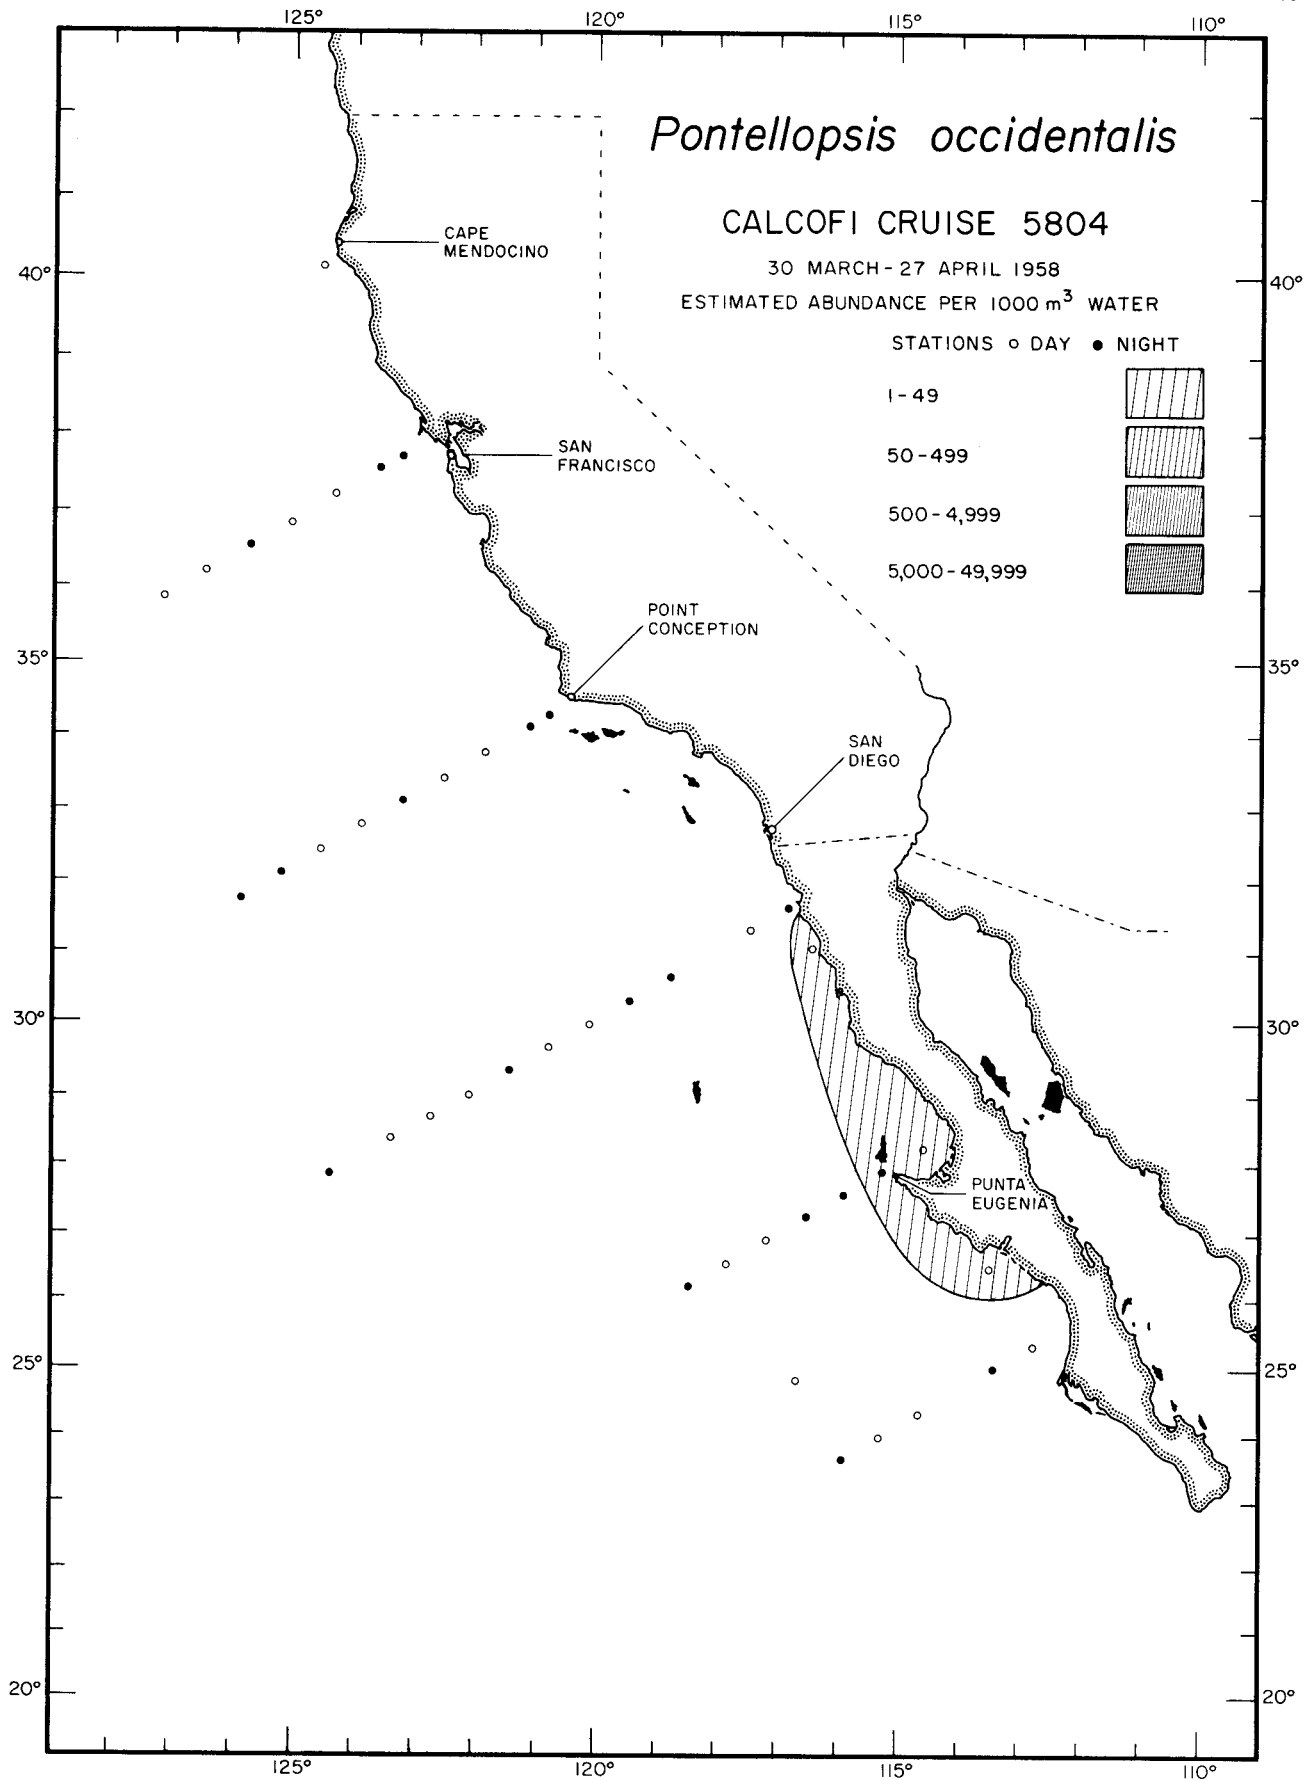 125° 120° 115° 110°
Pontellopsis occidentalis
CALCOFI CRUISE 5804
30 MARCH - 27 APRIL 1958
ESTIMATED ABUNDANCE PER 1000 m³ WATER
STATIONS ○ DAY ● NIGHT
1 - 49
50 - 499
500 - 4,999
5,000 - 49,999
CAPE
MENDOCINO
40° 40°
SAN
FRANCISCO
POINT
CONCEPTION
35° 35°
SAN
DIEGO
30° 30°
PUNTA
EUGENIA
25° 25°
20° 20°
125° 120° 115° 110°